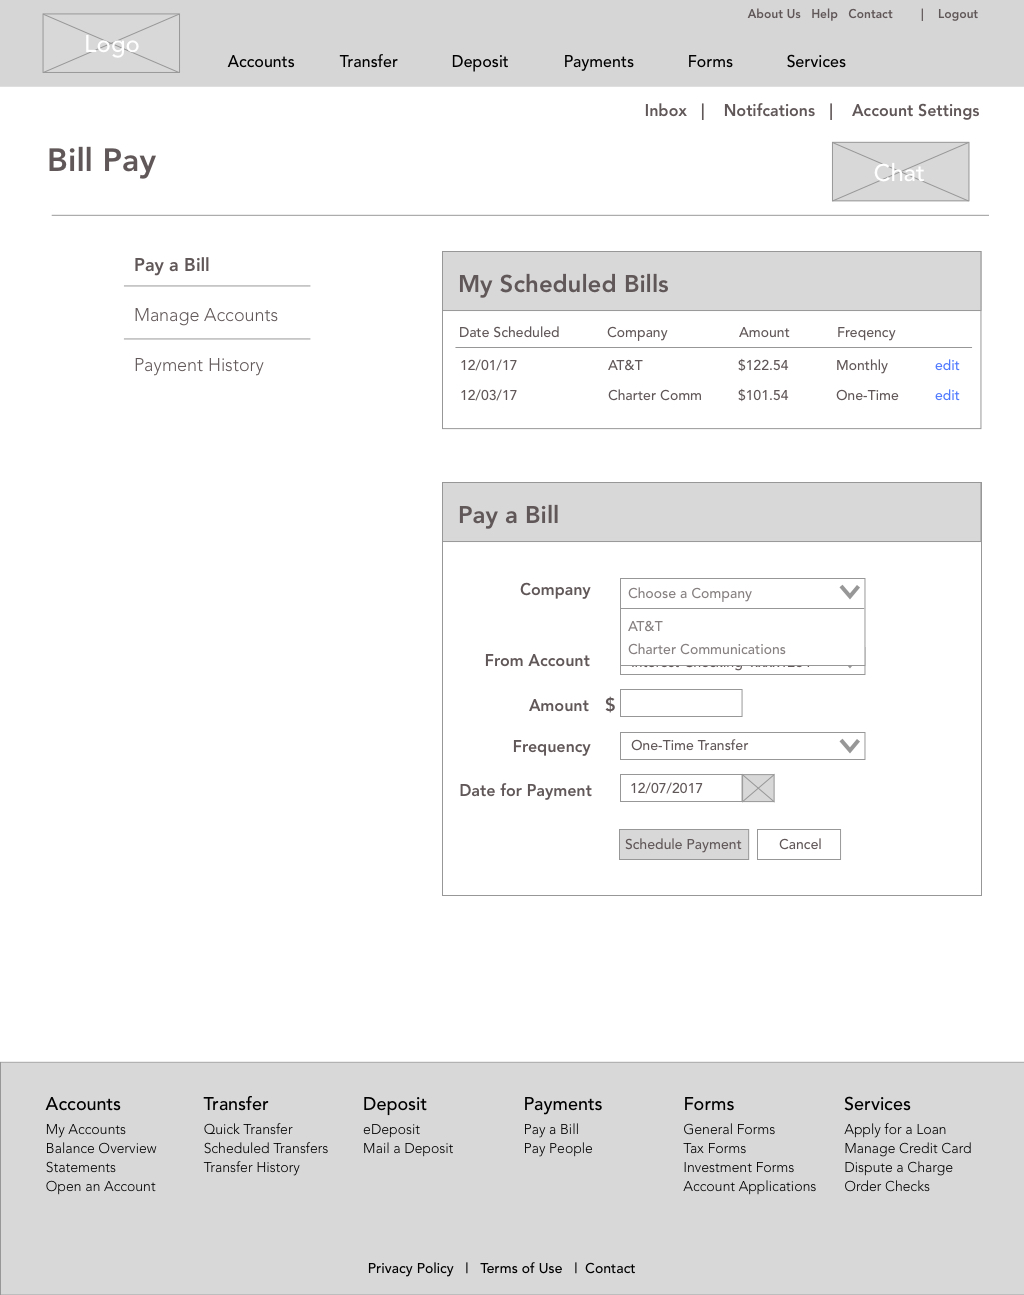 About Us Help Contact | Logout
Logo
Accounts Transfer Deposit Payments Forms Services
Inbox | Notifcations | Account Settings
Bill Pay
Chat
Pay a Bill
Manage Accounts
Payment History
My Scheduled Bills
Date Scheduled Company Amount Freqency
12/01/17 AT&T $122.54 Monthly edit
12/03/17 Charter Comm $101.54 One-Time edit
Pay a Bill
Company Choose a Company
AT&T
Charter Communications
From Account
Amount $
Frequency One-Time Transfer
Date for Payment 12/07/2017
Schedule Payment Cancel
Accounts Transfer Deposit Payments Forms Services
My Accounts Quick Transfer eDeposit Pay a Bill General Forms Apply for a Loan
Balance Overview Scheduled Transfers Mail a Deposit Pay People Tax Forms Manage Credit Card
Statements Transfer History Investment Forms Dispute a Charge
Open an Account Account Applications Order Checks
Privacy Policy | Terms of Use | Contact